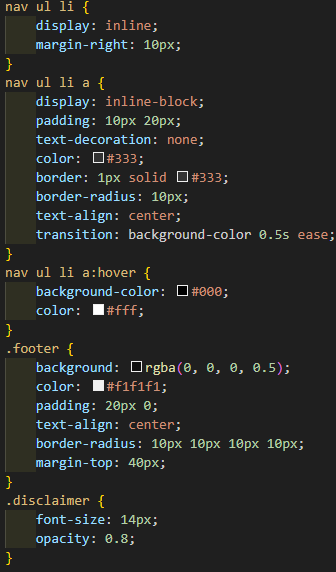 nav ul li {
display: inline;
margin-right: 10px;
}
nav ul li a {
display: inline-block;
padding: 10px 20px;
text-decoration: none;
color: #333;
border: 1px solid #333;
border-radius: 10px;
text-align: center;
transition: background-color 0.5s ease;
}
nav ul li a:hover {
background-color: #000;
color: #fff;
}
.footer {
background: rgba(0, 0, 0, 0.5);
color: #f1f1f1;
padding: 20px 0;
text-align: center;
border-radius: 10px 10px 10px 10px;
margin-top: 40px;
}
.disclaimer {
font-size: 14px;
opacity: 0.8;
}